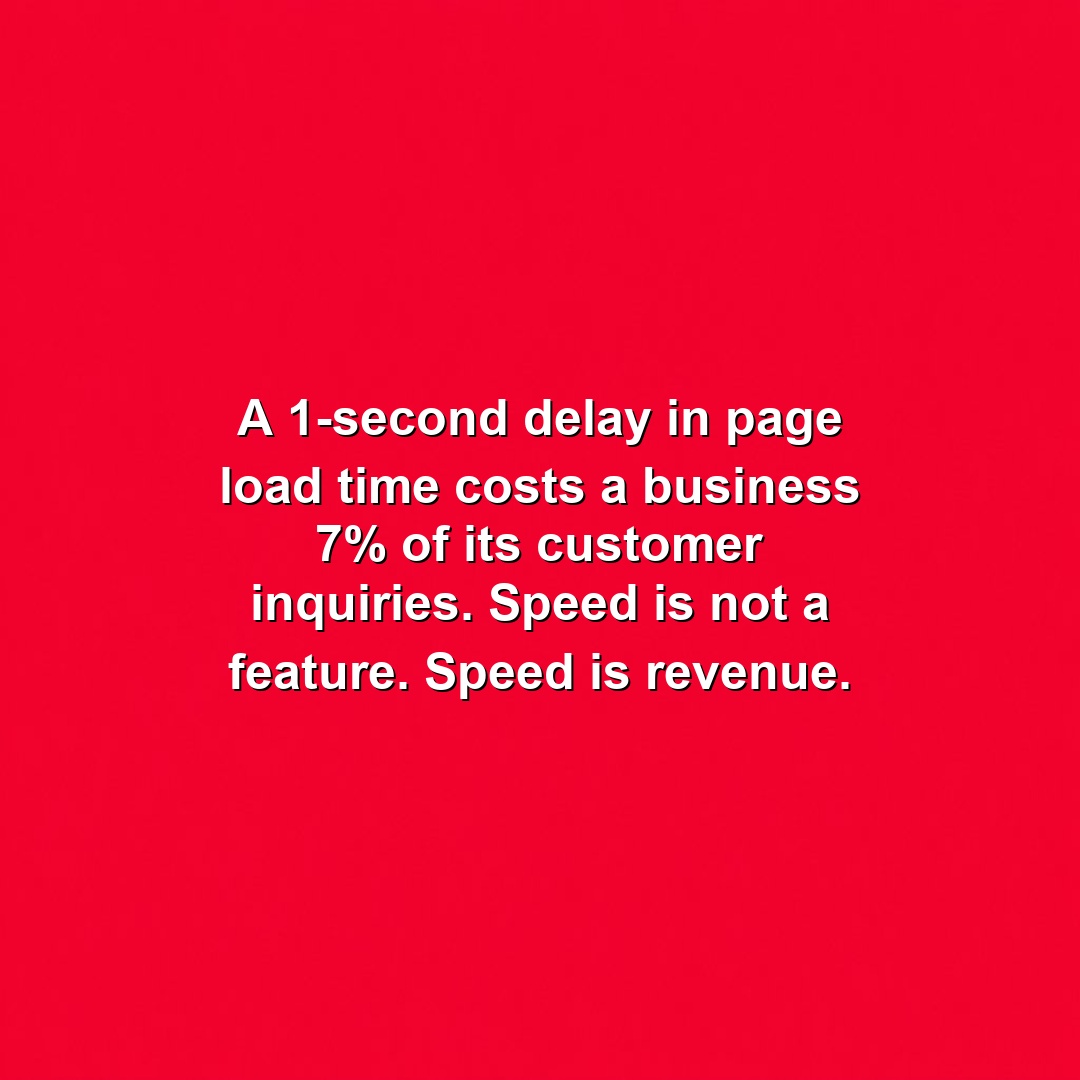 A 1-second delay in page
load time costs a business
7% of its customer
inquiries. Speed is not a
feature. Speed is revenue.